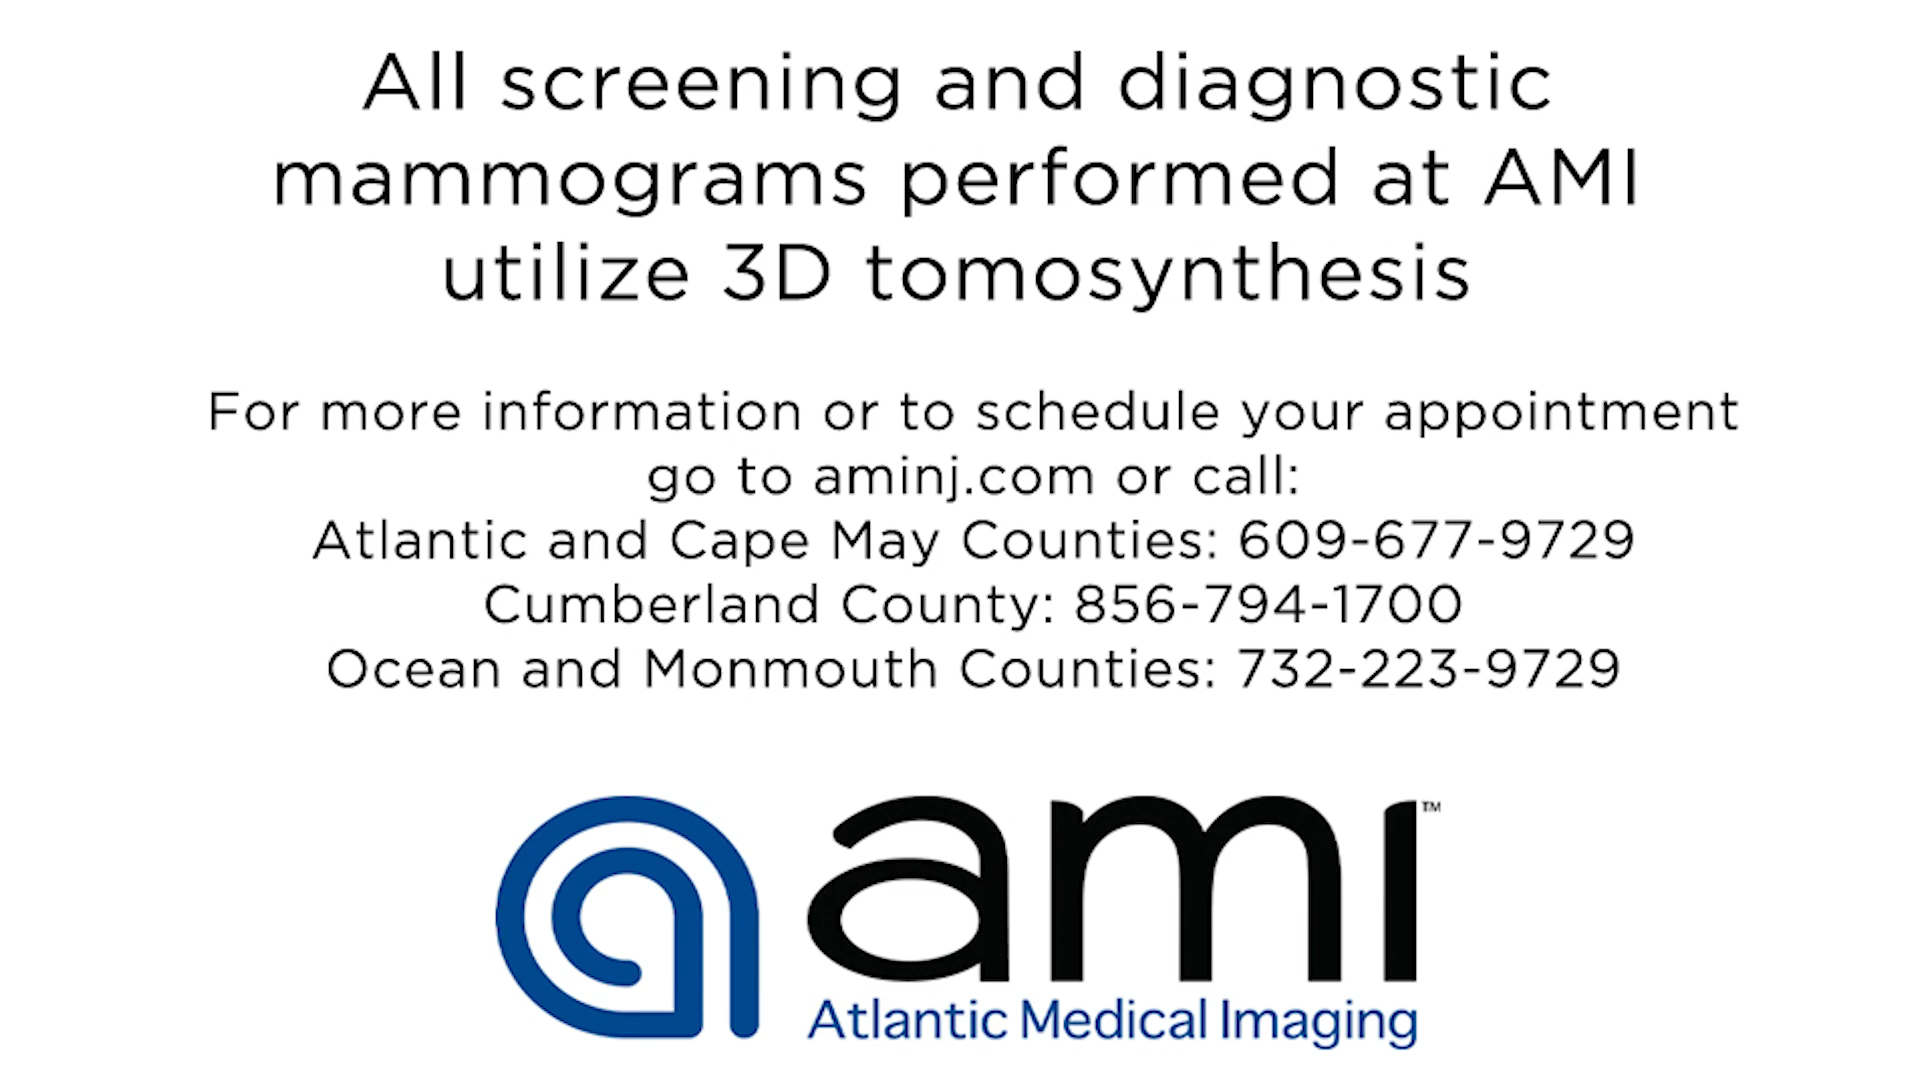 All screening and diagnostic
mammograms performed at AMI
utilize 3D tomosynthesis
For more information or to schedule your appointment
go to aminj.com or call:
Atlantic and Cape May Counties: 609-677-9729
Cumberland County: 856-794-1700
Ocean and Monmouth Counties: 732-223-9729
ami™
Atlantic Medical Imaging